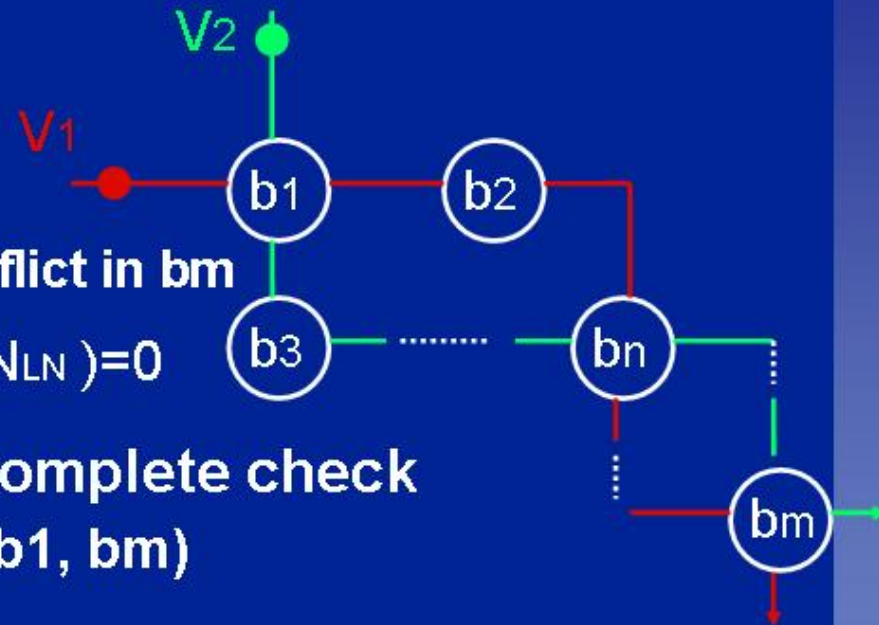 V2
V1
b1
b2
flict in bm
NLN )=0
b3
bn
omplete check
b1, bm)
bm